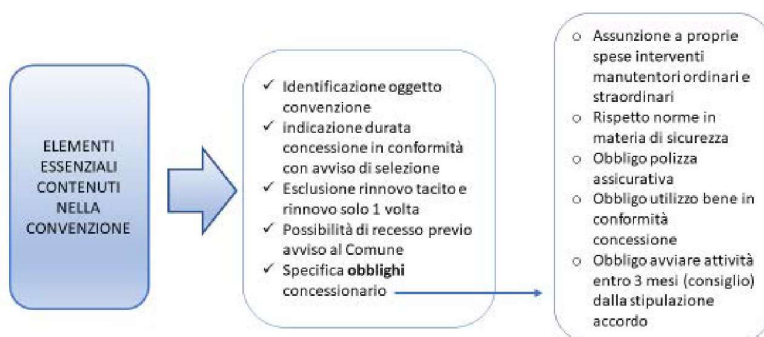 ELEMENTI
ESSENZIALI
CONTENUTI
NELLA
CONVENZIONE
✓ Identificazione oggetto
convenzione
✓ indicazione durata
concessione in conformità
con avviso di selezione
✓ Esclusione rinnovo tacito e
rinnovo solo 1 volta
✓ Possibilità di recesso previo
avviso al Comune
✓ Specifica obblighi
concessionario
o Assunzione a proprie
spese interventi
manutentori ordinari e
straordinari
o Rispetto norme in
materia di sicurezza
o Obbligo polizza
assicurativa
o Obbligo utilizzo bene in
conformità
concessione
o Obbligo avviare attività
entro 3 mesi (consiglio)
dalla stipulazione
accordo